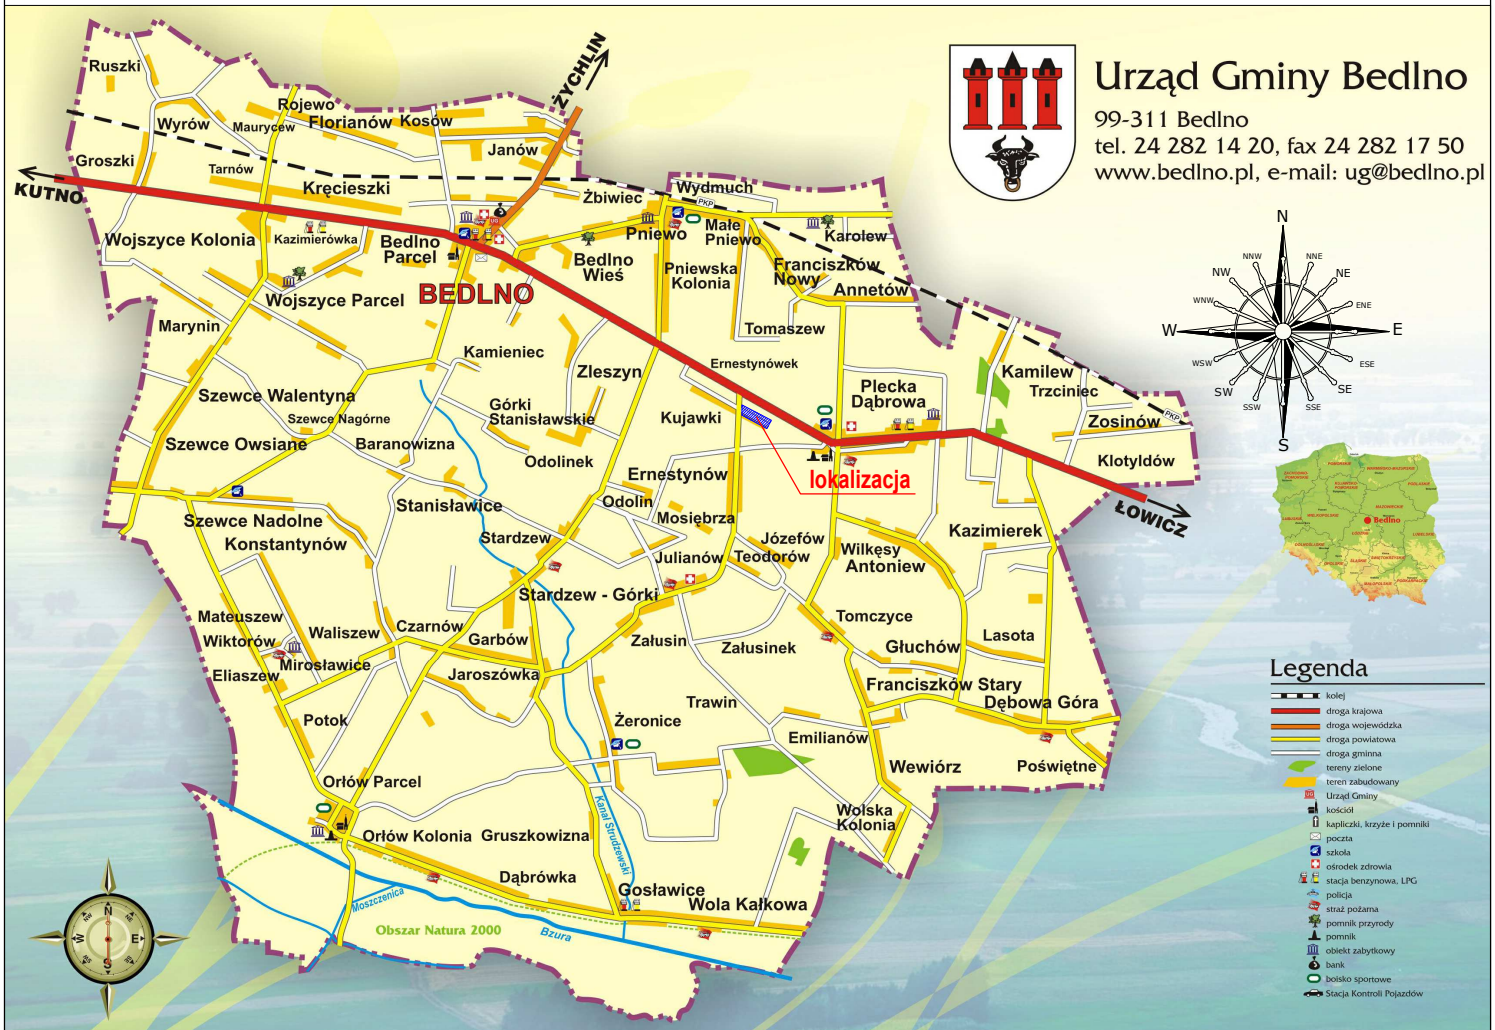 Urząd Gminy Bedlno
99-311 Bedlno
tel. 24 282 14 20, fax 24 282 17 50
www.bedlno.pl, e-mail: ug@bedlno.pl
ŻYCHLIN
Ruszki
Rojewo
Wyrów
Maurycew
Florianów
Kosów
Janów
Groszki
Tarnów
Kręcieszki
KUTNO
Żbiwiec
Wydmuch
PKP
Wojszyce Kolonia
Kazimierówka
Bedlno
Parcel
Pniewo
Małe
Pniewo
Karolew
Bedlno
Wieś
Pniewska
Kolonia
Franciszków
Nowy
Annetów
BEDLNO
Wojszyce Parcel
Marynin
Tomaszew
Kamieniec
Zleszyn
Ernestynówek
Kamilew
Trzciniec
Plecka
Dąbrowa
Szewce Walentyna
Górki
Stanisławskie
Szewce Nagórne
Kujawki
PKP
Zosinów
Szewce Owsiane
Baranowizna
Odolinek
Klotyldów
Ernestynów
lokalizacja
Odolin
Stanisławice
ŁOWICZ
Szewce Nadolne
Mosiębrza
Kazimierek
Konstantynów
Stardzew
Józefów
Julianów
Teodorów
Wilkęsy
Antoniew
Stardzew - Górki
Mateuszew
Wiktorów
Waliszew
Czarnów
Garbów
Załusin
Załusinek
Tomczyce
Głuchów
Lasota
Mirosławice
Eliaszew
Jaroszówka
Franciszków Stary
Dębowa Góra
Trawin
Potok
Żeronice
Emilianów
Wewiórz
Poświętne
Orłów Parcel
Kanał Strudzewski
Wolska
Kolonia
Orłów Kolonia
Gruszkowizna
Dąbrówka
Gosławice
Wola Kałkowa
Moszczenica
Obszar Natura 2000
Bzura
N
NNE
NE
ENE
E
ESE
SE
SSE
S
SSW
SW
WSW
W
WNW
NW
NNW
Bedlno
N
NE
E
S
W
NW
Legenda
kolej
droga krajowa
droga wojewódzka
droga powiatowa
droga gminna
tereny zielone
teren zabudowany
Urząd Gminy
kościół
kapliczki, krzyże i pomniki
poczta
szkoła
ośrodek zdrowia
stacja benzynowa, LPG
policja
straż pożarna
pomnik przyrody
pomnik
obiekt zabytkowy
bank
boisko sportowe
Stacja Kontroli Pojazdów